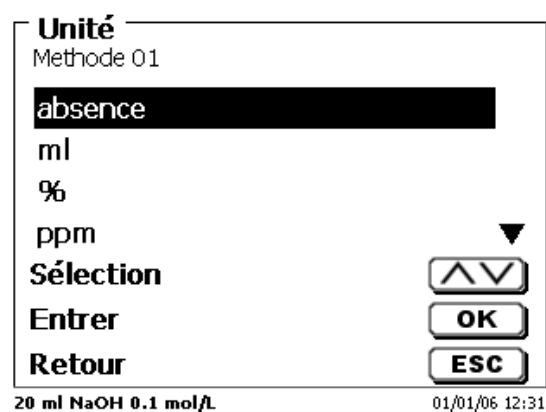 Unité
Methode 01
absence
ml
%
ppm
Sélection
Entrer OK
Retour ESC
20 ml NaOH 0.1 mol/L 01/01/06 12:31